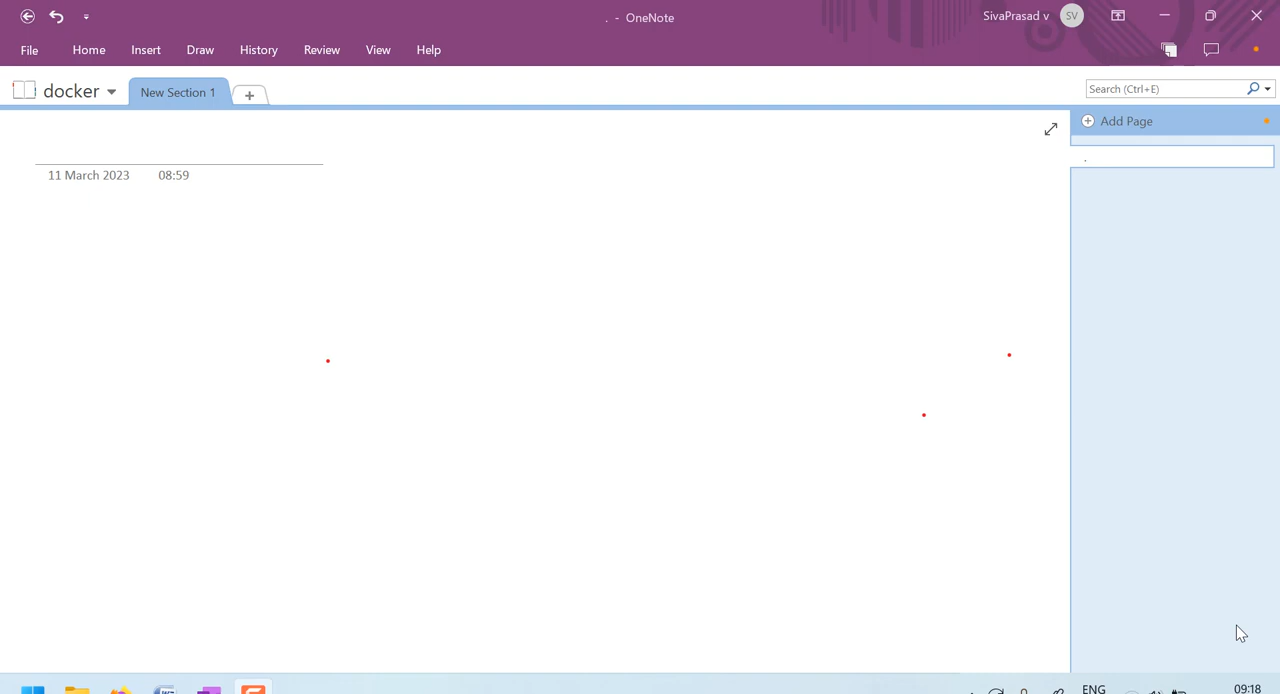 . - OneNote
SivaPrasad v SV
File Home Insert Draw History Review View Help
docker New Section 1 +
Search (Ctrl+E)
Add Page
.
11 March 2023 08:59
ENG 09:18